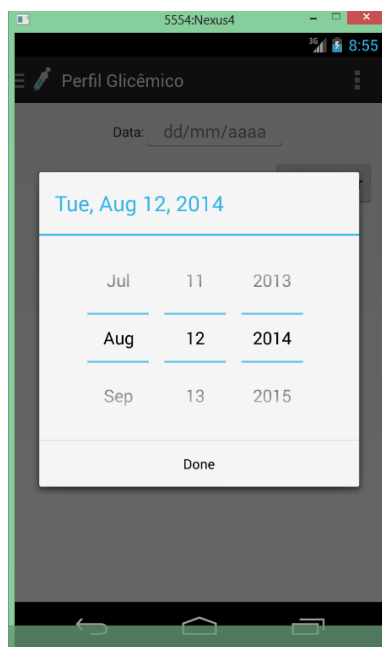 5554:Nexus4
3G 8:55
Perfil Glicêmico
Data: dd/mm/aaaa
Tue, Aug 12, 2014
Jul 11 2013
Aug 12 2014
Sep 13 2015
Done